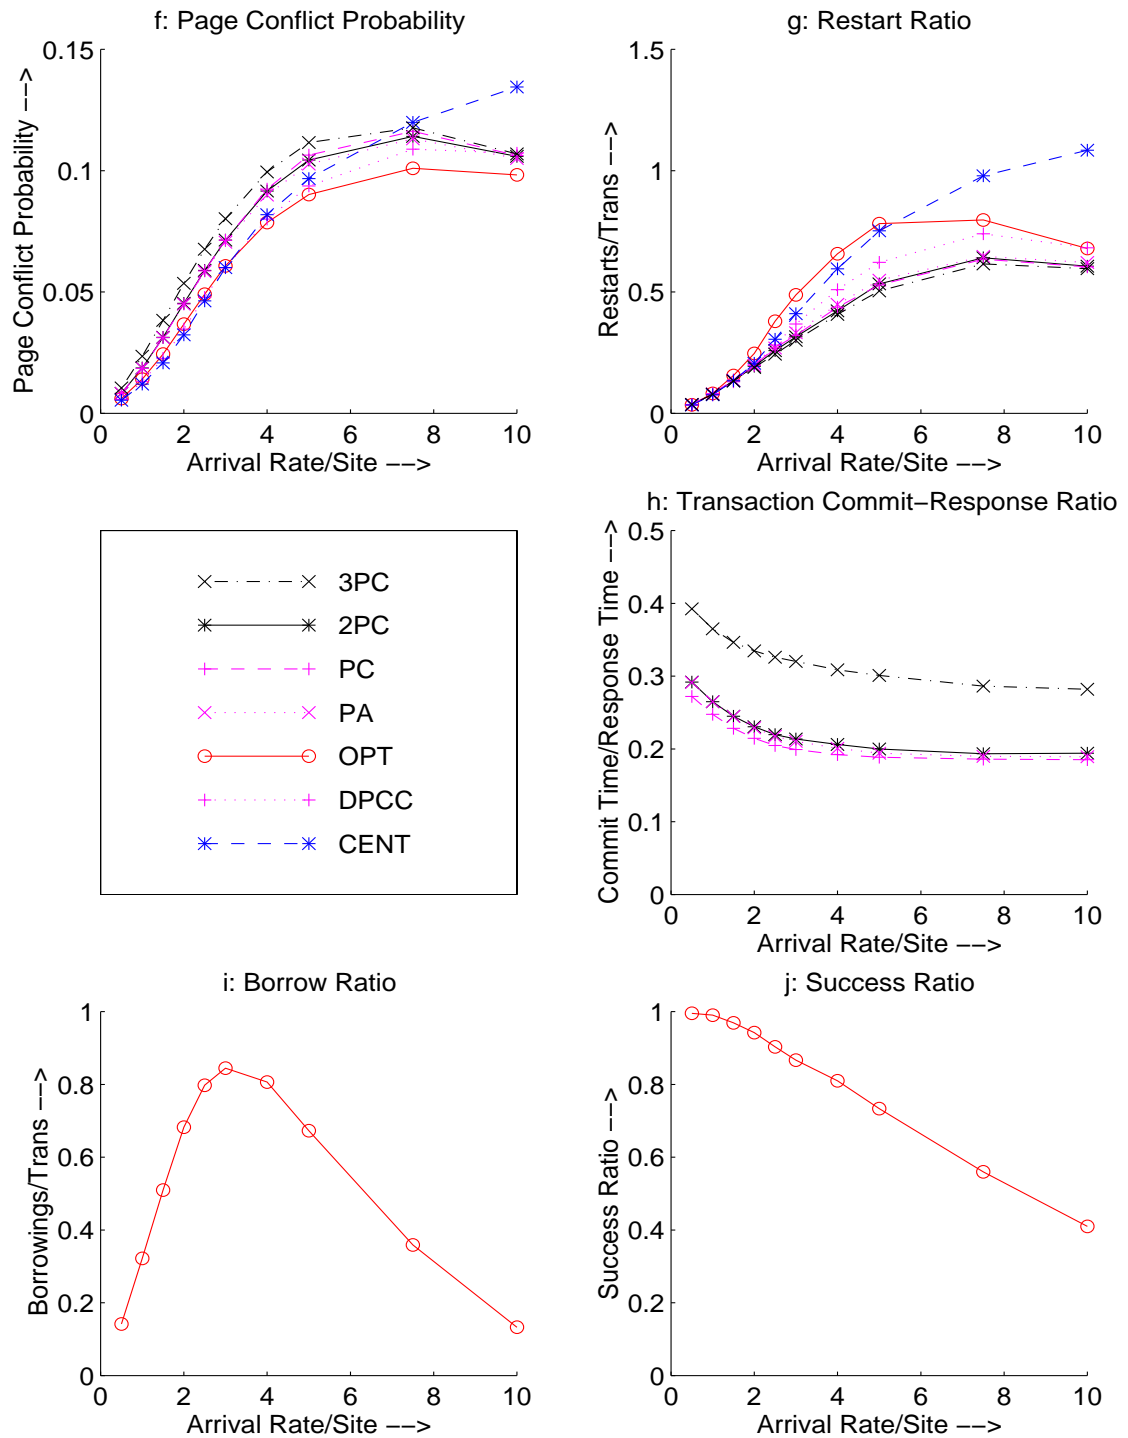 f: Page Conflict Probability
Page Conflict Probability −−>
0.15
0.1
0.05
0
0 2 4 6 8 10
Arrival Rate/Site −−>
g: Restart Ratio
Restarts/Trans −−>
1.5
1
0.5
0
0 2 4 6 8 10
Arrival Rate/Site −−>
3PC
2PC
PC
PA
OPT
DPCC
CENT
h: Transaction Commit−Response Ratio
Commit Time/Response Time −−>
0.5
0.4
0.3
0.2
0.1
0
0 2 4 6 8 10
Arrival Rate/Site −−>
i: Borrow Ratio
Borrowings/Trans −−>
1
0.8
0.6
0.4
0.2
0
0 2 4 6 8 10
Arrival Rate/Site −−>
j: Success Ratio
Success Ratio −−>
1
0.8
0.6
0.4
0.2
0
0 2 4 6 8 10
Arrival Rate/Site −−>